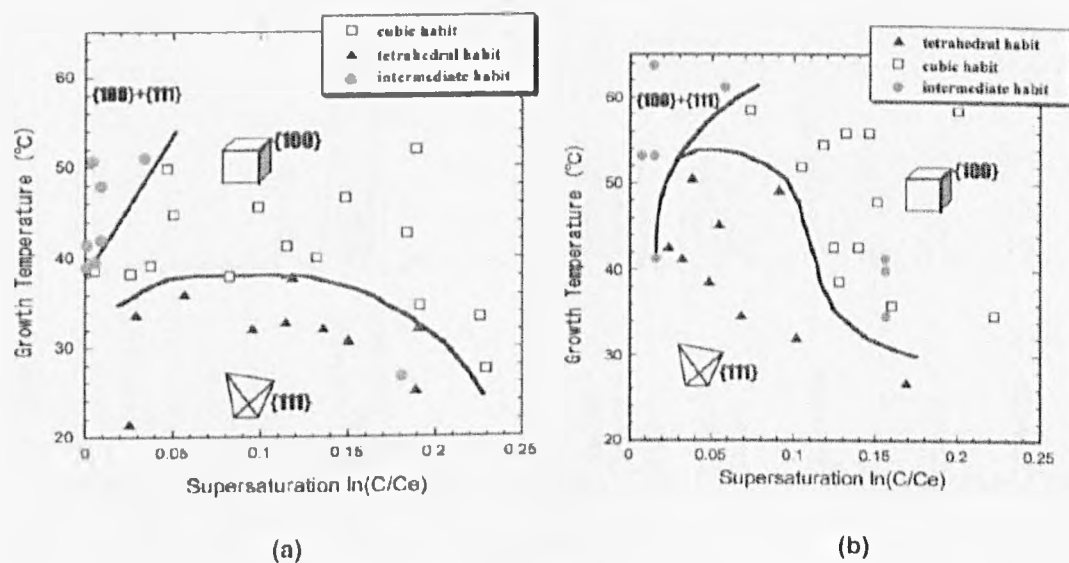 cubic habit
tetrahedral habit
intermediate habit
{100}+{111}
{100}
{111}
Growth Temperature (°C)
60
50
40
30
20
0
0.05
0.1
0.15
0.2
0.25
Supersaturation ln(C/Ce)
(a)
tetrahedral habit
cubic habit
intermediate habit
{100}+{111}
{100}
{111}
Growth Temperature (°C)
60
50
40
30
20
0
0.05
0.1
0.15
0.2
0.25
Supersaturation ln(C/Ce)
(b)